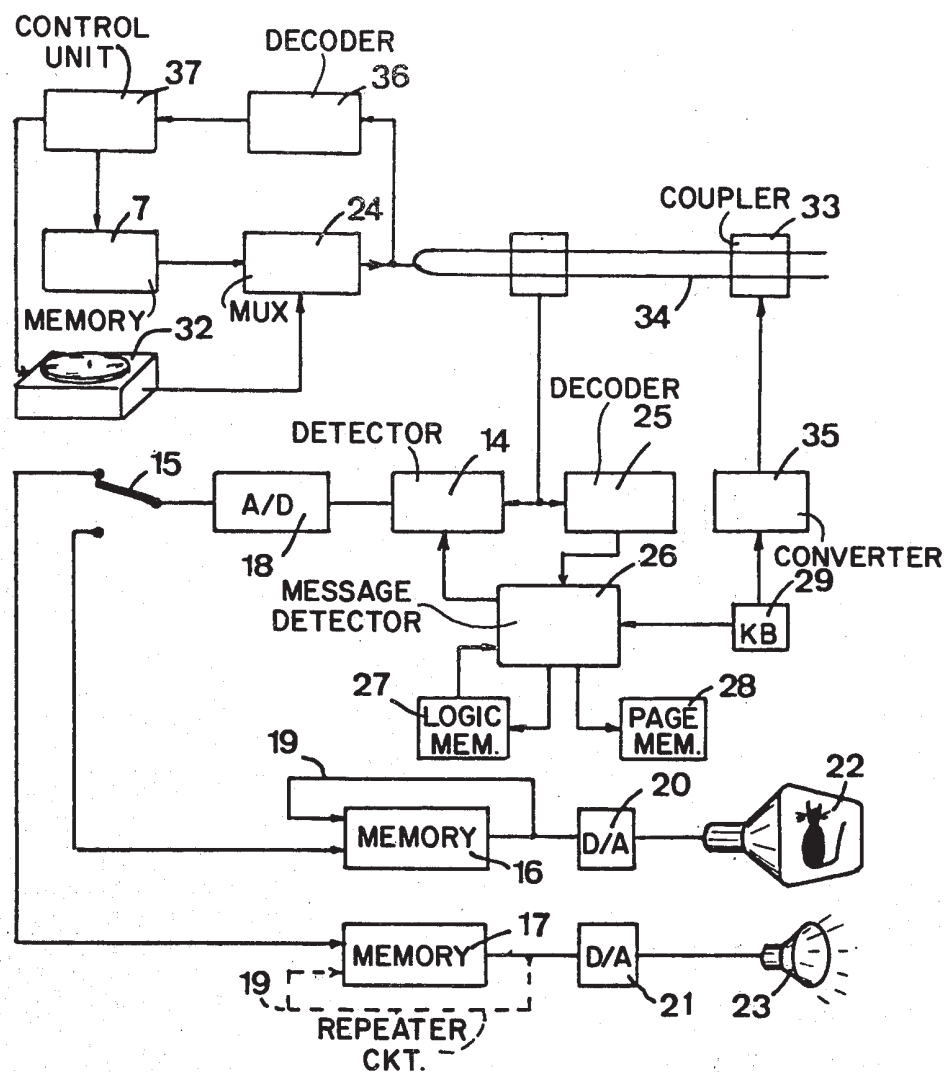 CONTROL
UNIT
37
DECODER
36
7
24
COUPLER
33
MEMORY
MUX
34
32
DECODER
25
DETECTOR
14
35
15
A/D
18
CONVERTER
26
29
MESSAGE
DETECTOR
KB
27
28
LOGIC
MEM.
PAGE
MEM.
19
20
22
MEMORY
D/A
16
17
MEMORY
D/A
19
21
23
REPEATER
CKT.